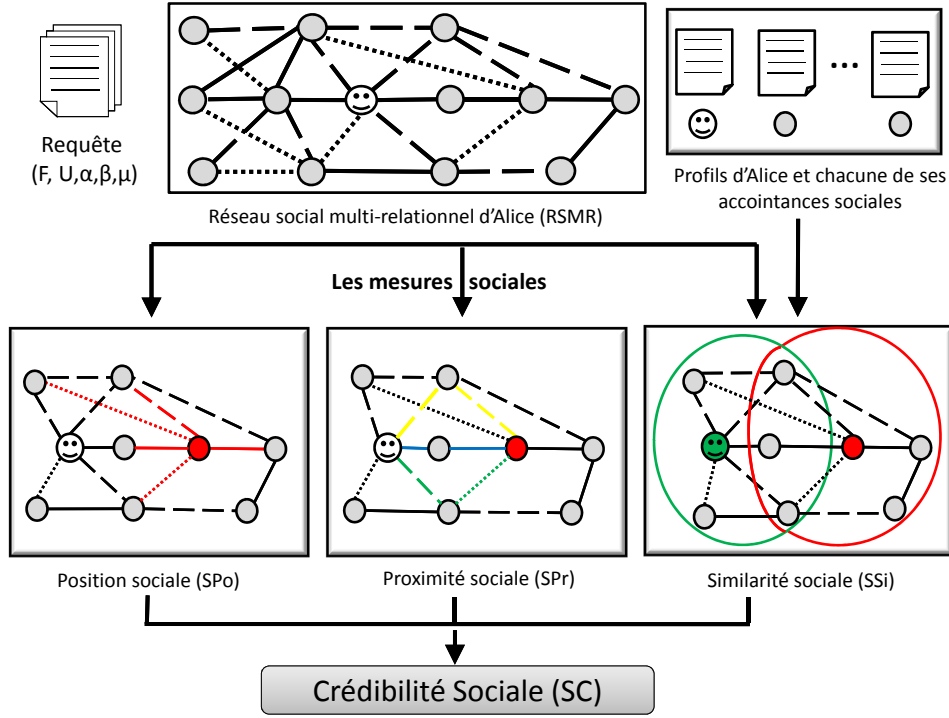 Requête
(F, U,α,β,μ)
Réseau social multi-relationnel d'Alice (RSMR)
...
Profils d'Alice et chacune de ses
accointances sociales
Les mesures sociales
Position sociale (SPo)
Proximité sociale (SPr)
Similarité sociale (SSi)
Crédibilité Sociale (SC)